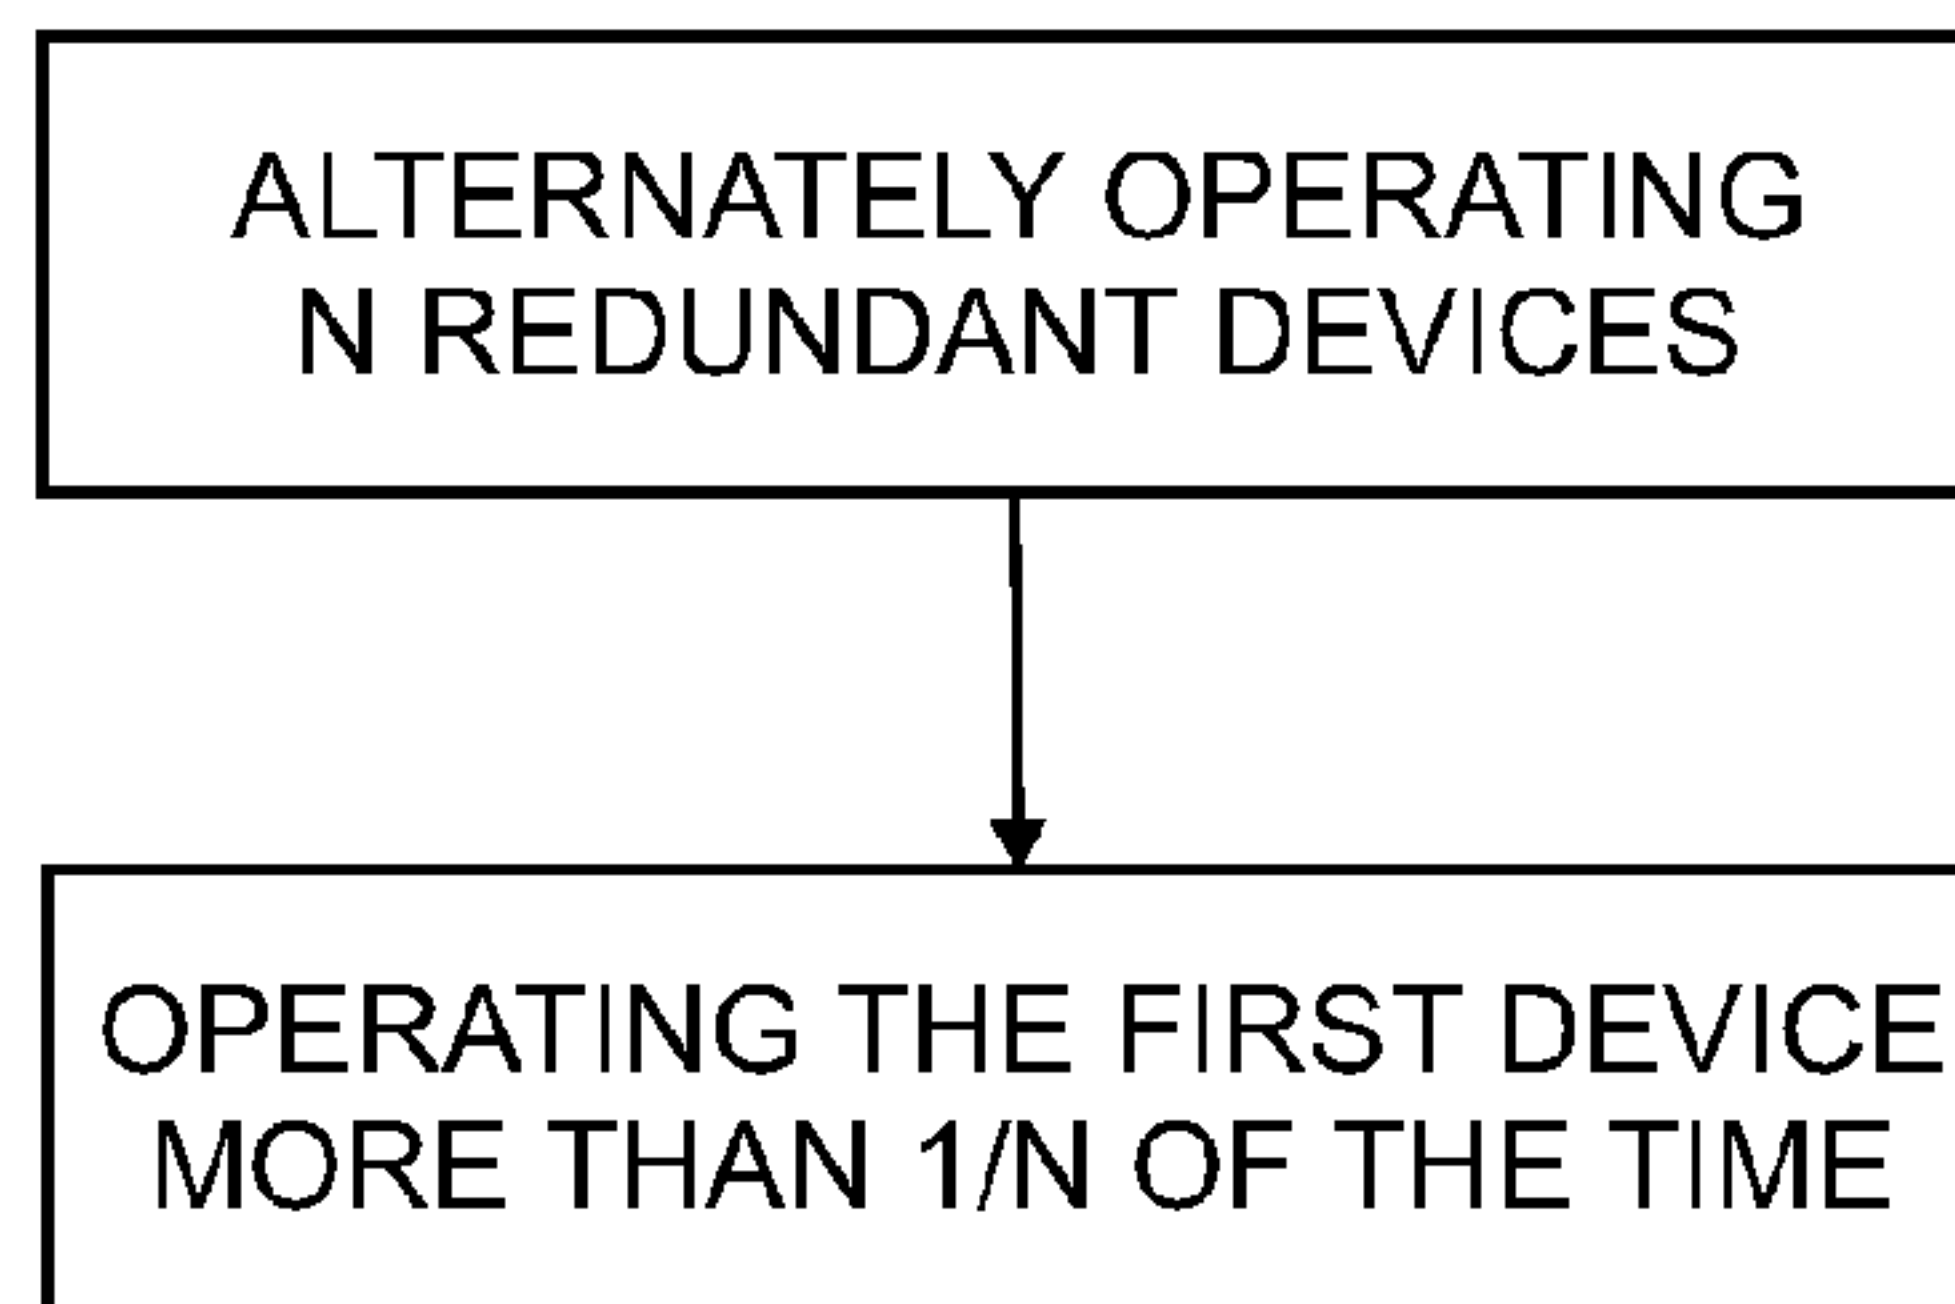 ALTERNATELY OPERATING
N REDUNDANT DEVICES
OPERATING THE FIRST DEVICE
MORE THAN 1/N OF THE TIME